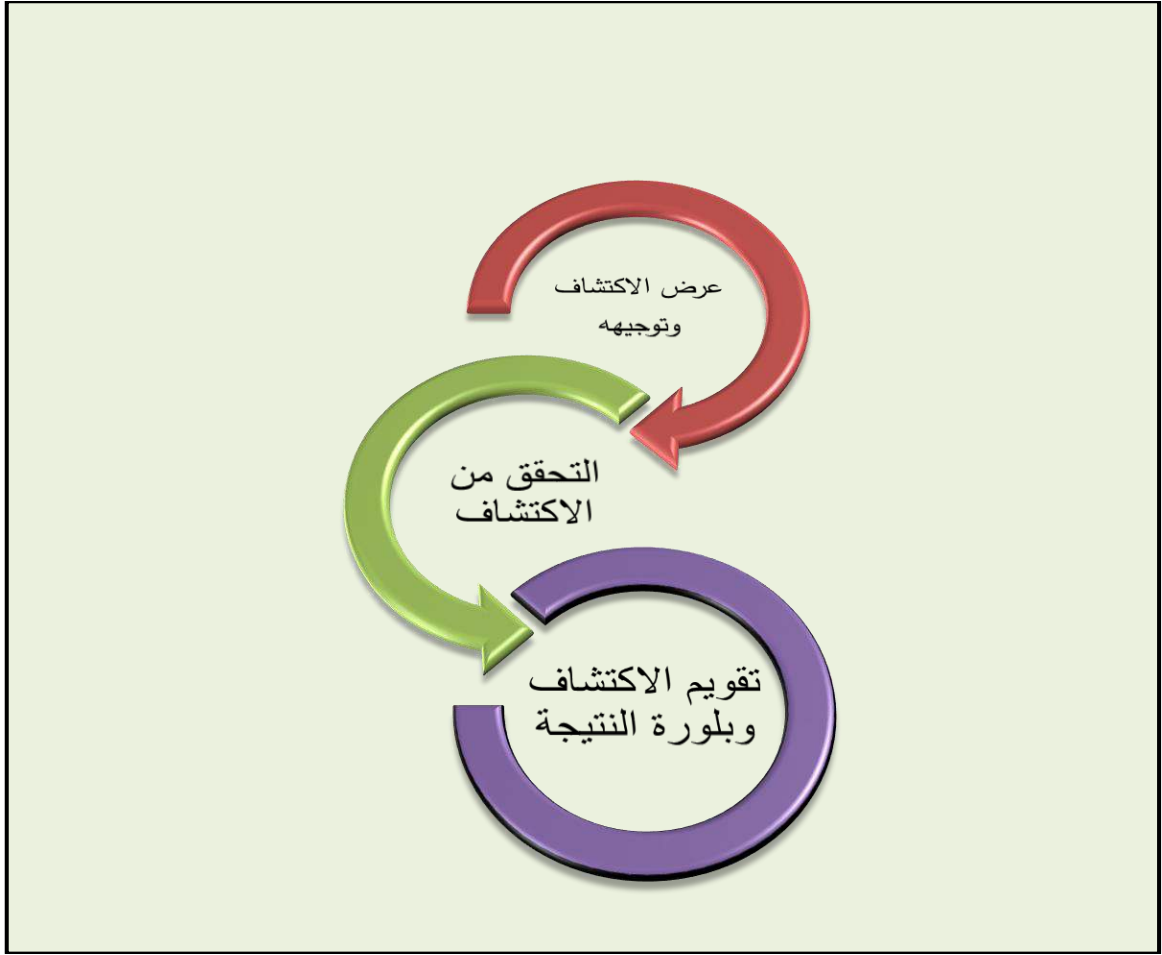 عرض الاكتشاف
وتوجيهه
التحقق من
الاكتشاف
تقويم الاكتشاف
وبلورة النتيجة